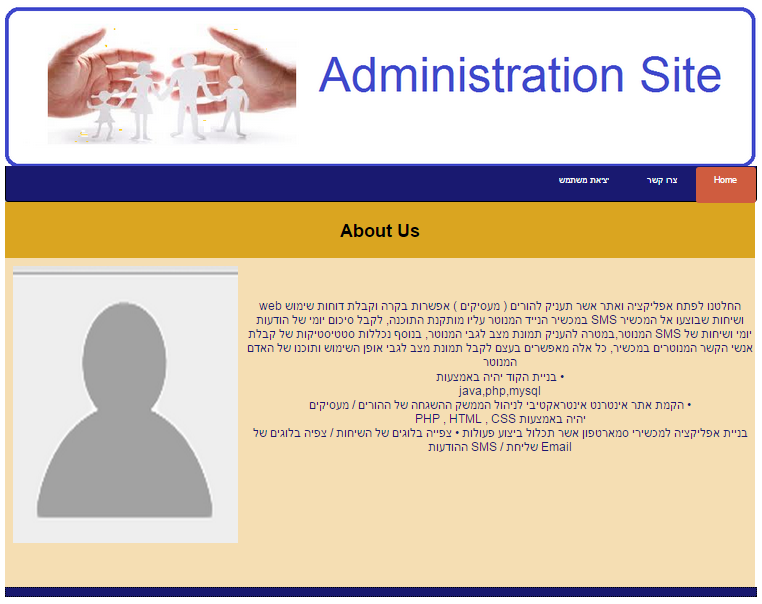 Administration Site
Home
צרו קשר
יציאת משתמש
About Us
החלטנו לפתח אפליקציה ואתר אשר תעניק להורים ( מעסיקים ) אפשרות בקרה וקבלת דוחות שימוש web
ושיחות שבוצעו אל המכשיר SMS במכשיר הנייד המנוטר עליו מותקנת התוכנה, לקבל סיכום יומי של הודעות
יומי ושיחות של SMS המנוטר,במטרה להעניק תמונת מצב לגבי המנוטר, בנוסף נכללות סטטיסטיקות של קבלת
אנשי הקשר המנוטרים במכשיר, כל אלה מאפשרים בעצם לקבל תמונת מצב לגבי אופן השימוש ותוכנו של האדם
המנוטר
• בניית הקוד יהיה באמצעות
java,php,mysql
• הקמת אתר אינטרנט אינטראקטיבי לניהול הממשק ההשגחה של ההורים / מעסיקים
יהיה באמצעות PHP , HTML , CSS
בניית אפליקציה למכשירי סמארטפון אשר תכלול ביצוע פעולות • צפייה בלוגים של השיחות / צפיה בלוגים של
Email שליחת / SMS ההודעות